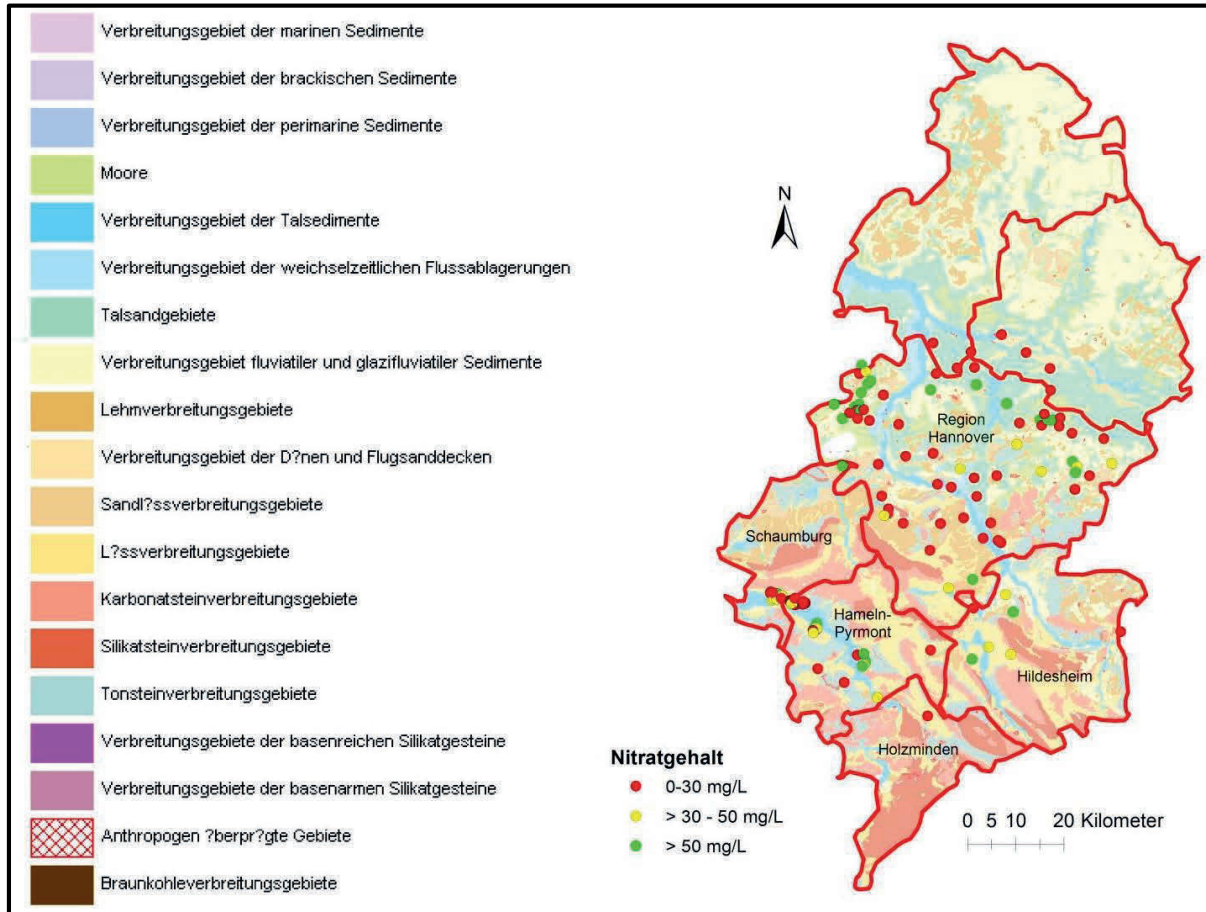 Verbreitungsgebiet der marinen Sedimente
Verbreitungsgebiet der brackischen Sedimente
Verbreitungsgebiet der perimarine Sedimente
Moore
Verbreitungsgebiet der Talsedimente
Verbreitungsgebiet der weichselzeitlichen Flussablagerungen
Talsandgebiete
Verbreitungsgebiet fluviatiler und glazifluviatiler Sedimente
Lehmverbreitungsgebiete
Verbreitungsgebiet der D?nen und Flugsanddecken
Sandl?ssverbreitungsgebiete
L?ssverbreitungsgebiete
Karbonatsteinverbreitungsgebiete
Silikatsteinverbreitungsgebiete
Tonsteinverbreitungsgebiete
Verbreitungsgebiete der basenreichen Silikatgesteine
Verbreitungsgebiete der basenarmen Silikatgesteine
Anthropogen ?berpr?gte Gebiete
Braunkohleverbreitungsgebiete
N
Region
Hannover
Schaumburg
Hameln-
Pyrmont
Hildesheim
Holzminden
Nitratgehalt
0-30 mg/L
> 30 - 50 mg/L
> 50 mg/L
0 5 10 20 Kilometer